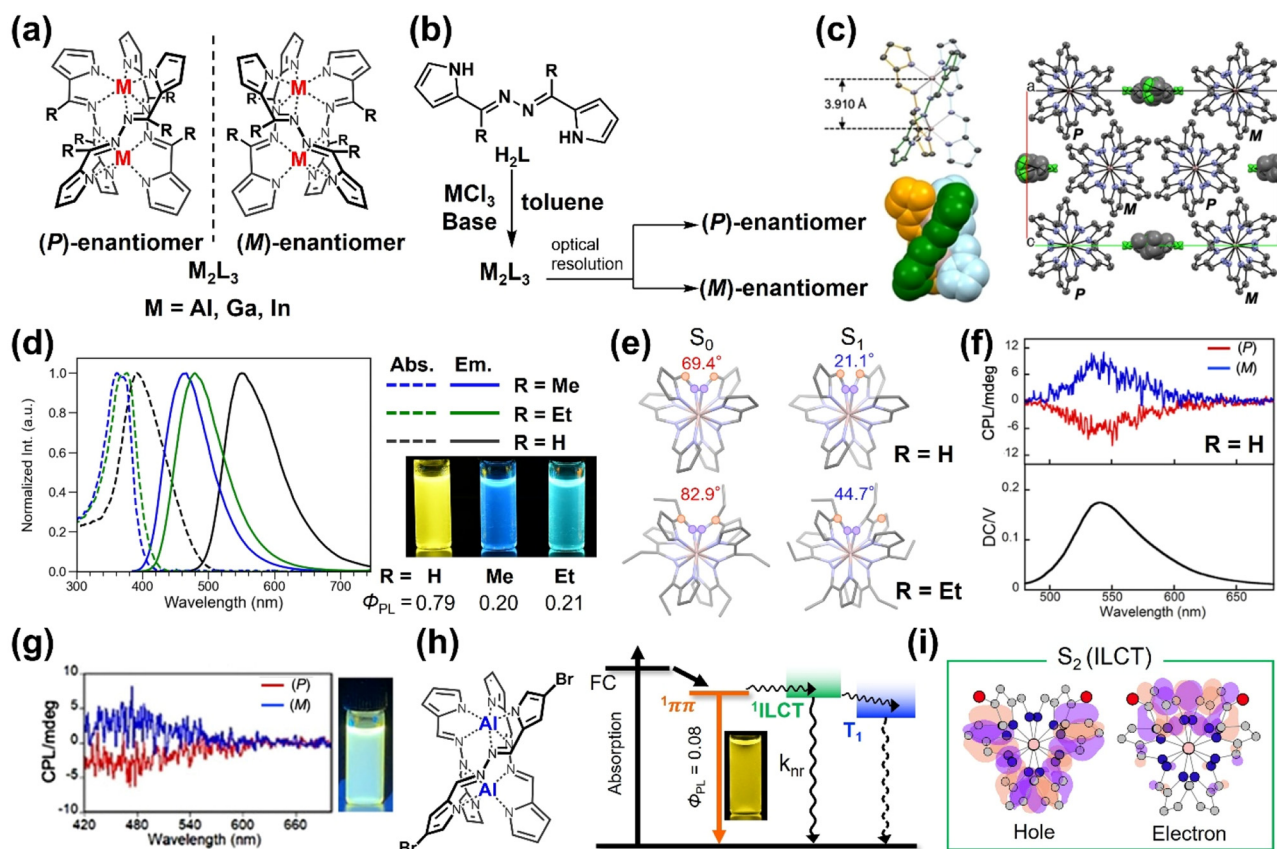 (a)
N N N
M
N N
R R R
N N
N N
R R R
M
N N N
(P)-enantiomer
N N N
M
N N
R R R
N N
N N
R R R
M
N N N
(M)-enantiomer
M₂L₃
M = Al, Ga, In
(b)
NH R
N N
R HN
H₂L
MCl₃
Base
toluene
M₂L₃
optical
resolution
(P)-enantiomer
(M)-enantiomer
(c)
3.910 Å
a
o
P M
M P
P M
(d)
Normalized Int. (a.u.)
1.0
0.8
0.6
0.4
0.2
0.0
300 400 500 600 700
Wavelength (nm)
Abs. Em.
R = Me
R = Et
R = H
R = H Me Et
Φ_PL = 0.79 0.20 0.21
(e)
S₀ S₁
69.4° 21.1°
R = H
82.9° 44.7°
R = Et
(f)
CPL/mdeg
12
6
0
-6
-12
(P)
(M)
R = H
DC/V
0.2
0.1
0
500 550 600 650
Wavelength (nm)
(g)
CPL/mdeg
10
5
0
-5
-10
(P)
(M)
420 480 540 600 660
Wavelength (nm)
(h)
Br
N N N
Al
N N
N N
N N
Al
N N N
Br
Absorption
FC
¹ππ
¹ILCT
T₁
Φ_PL = 0.08
k_nr
(i)
S₂ (ILCT)
Hole Electron